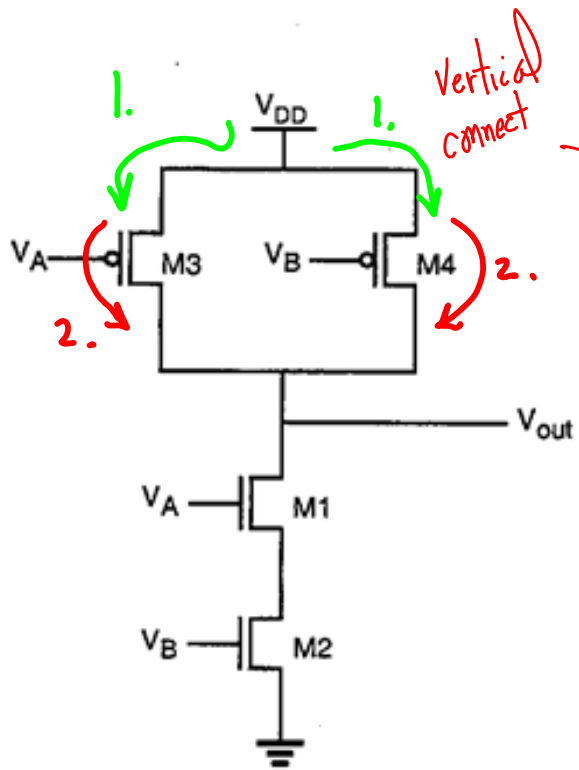 Vertical
connect -
1.
VDD
1.
VA
M3
VB
M4
2.
2.
Vout
VA
M1
VB
M2